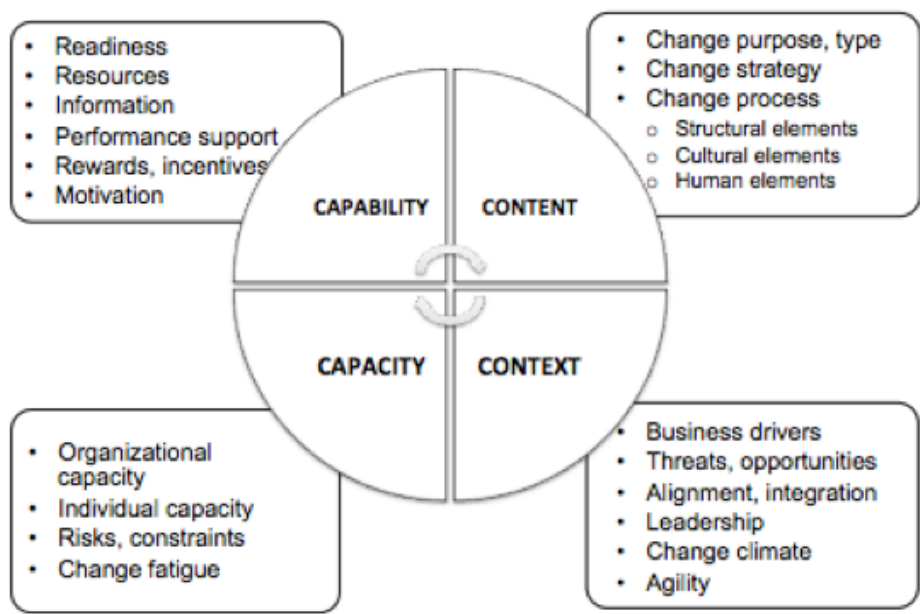 • Readiness
• Resources
• Information
• Performance support
• Rewards, incentives
• Motivation
• Change purpose, type
• Change strategy
• Change process
○ Structural elements
○ Cultural elements
○ Human elements
CAPABILITY
CONTENT
CAPACITY
CONTEXT
• Organizational
capacity
• Individual capacity
• Risks, constraints
• Change fatigue
• Business drivers
• Threats, opportunities
• Alignment, integration
• Leadership
• Change climate
• Agility